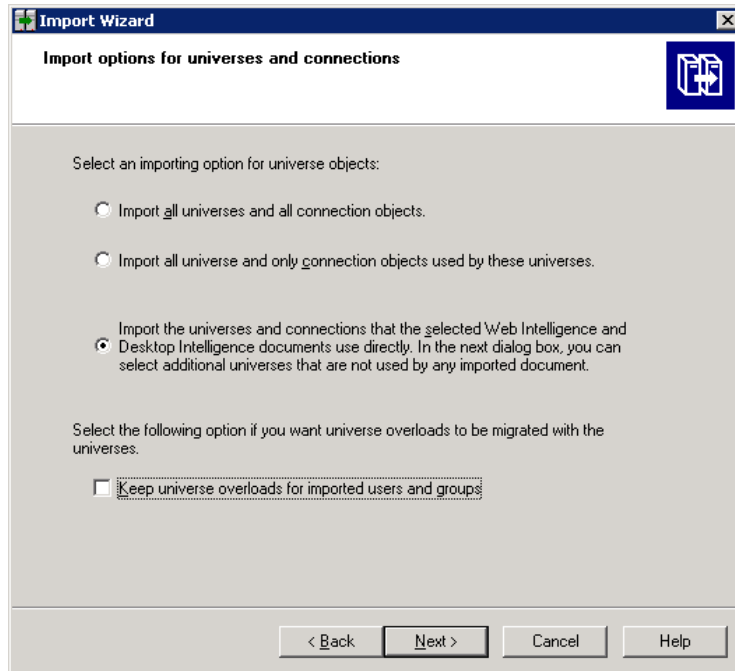 Import Wizard
Import options for universes and connections
Select an importing option for universe objects:
Import all universes and all connection objects.
Import all universe and only connection objects used by these universes.
Import the universes and connections that the selected Web Intelligence and
Desktop Intelligence documents use directly. In the next dialog box, you can
select additional universes that are not used by any imported document.
Select the following option if you want universe overloads to be migrated with the
universes.
Keep universe overloads for imported users and groups
< Back Next > Cancel Help